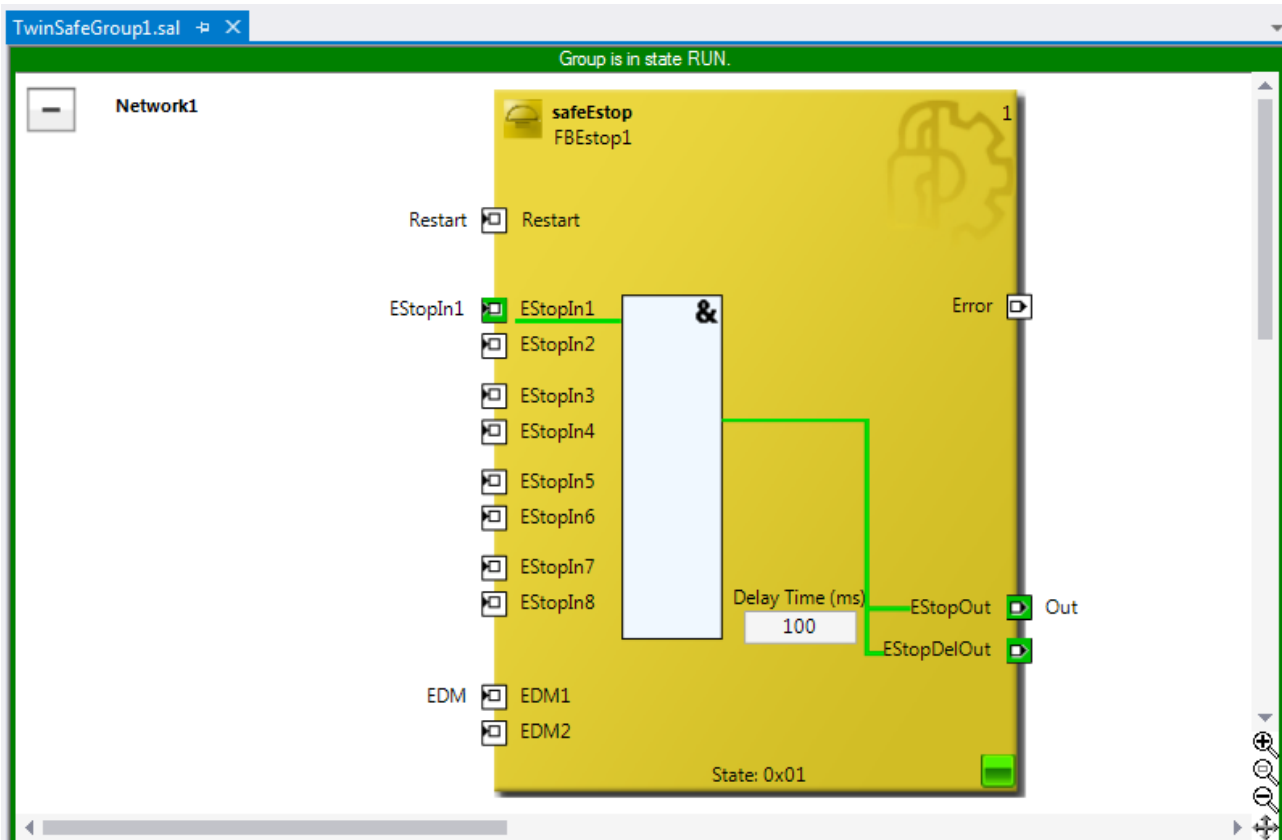 TwinSafeGroup1.sal
Group is in state RUN.
Network1
safeEstop
FBEstop1
1
Restart Restart
EStopIn1 EStopIn1 & Error
EStopIn2
EStopIn3
EStopIn4
EStopIn5
EStopIn6
EStopIn7
EStopIn8
Delay Time (ms)
100
EStopOut Out
EStopDelOut
EDM EDM1
EDM2
State: 0x01